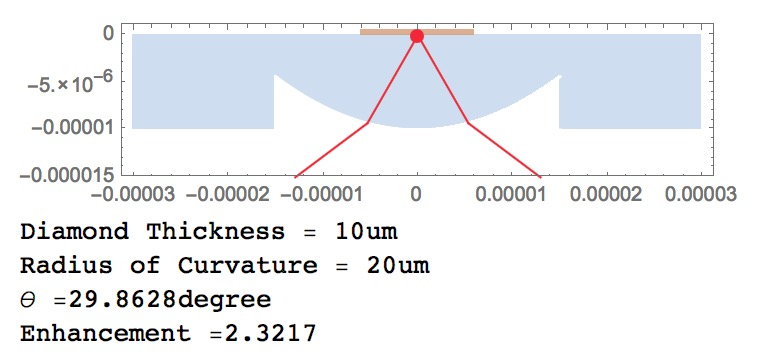 0
−5.×10⁻⁶
−0.00001
−0.000015
−0.00003 −0.00002 −0.00001 0 0.00001 0.00002 0.00003
Diamond Thickness = 10um
Radius of Curvature = 20um
θ =29.8628degree
Enhancement =2.3217